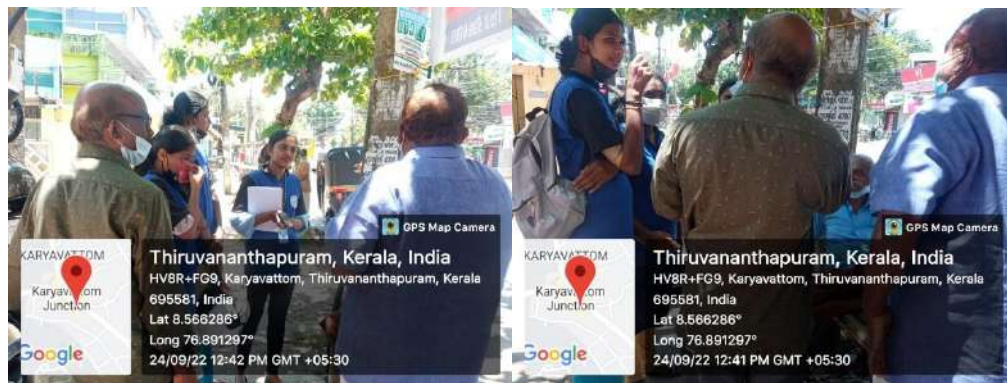 GPS Map Camera
KARYAVATTOM
Junction
Google
Thiruvananthapuram, Kerala, India
HV8R+FG9, Karyavattom, Thiruvananthapuram, Kerala
695581, India
Lat 8.566286°
Long 76.891297°
24/09/22 12:42 PM GMT +05:30
GPS Map Camera
KARYAVATTOM
Junction
Google
Thiruvananthapuram, Kerala, India
HV8R+FG9, Karyavattom, Thiruvananthapuram, Kerala
695581, India
Lat 8.566286°
Long 76.891297°
24/09/22 12:41 PM GMT +05:30